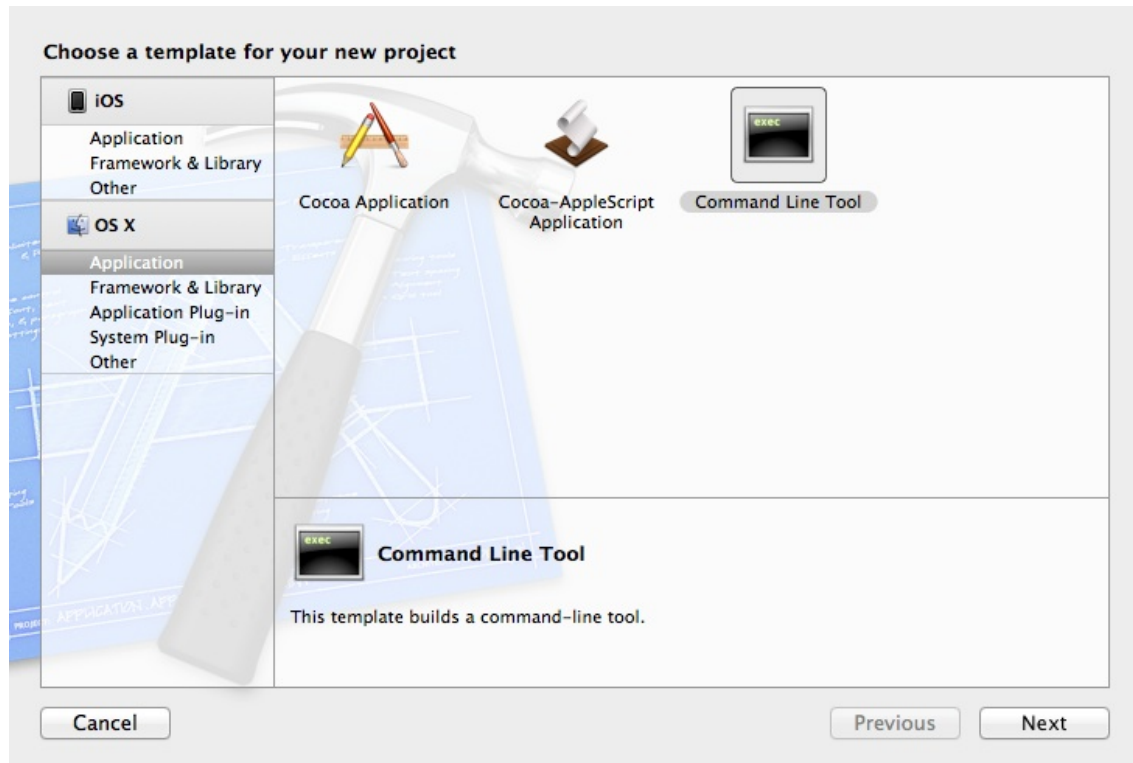 Choose a template for your new project
iOS
Application
Framework & Library
Other
OS X
Application
Framework & Library
Application Plug-in
System Plug-in
Other
Cocoa Application
Cocoa-AppleScript
Application
exec
Command Line Tool
exec
Command Line Tool
This template builds a command-line tool.
Cancel
Previous
Next